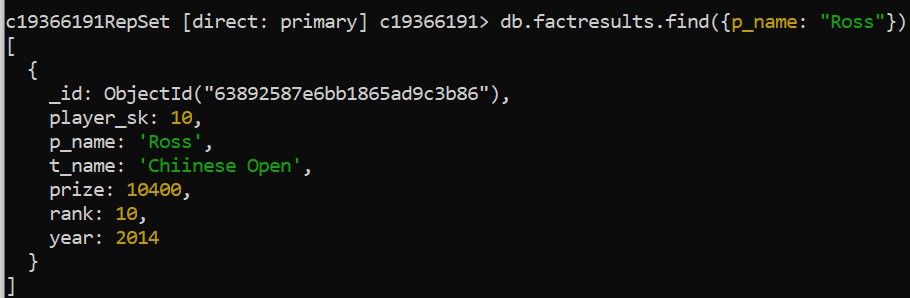 c19366191RepSet [direct: primary] c19366191> db.factresults.find({p_name: "Ross"})
[
  {
    _id: ObjectId("63892587e6bb1865ad9c3b86"),
    player_sk: 10,
    p_name: 'Ross',
    t_name: 'Chiinese Open',
    prize: 10400,
    rank: 10,
    year: 2014
  }
]